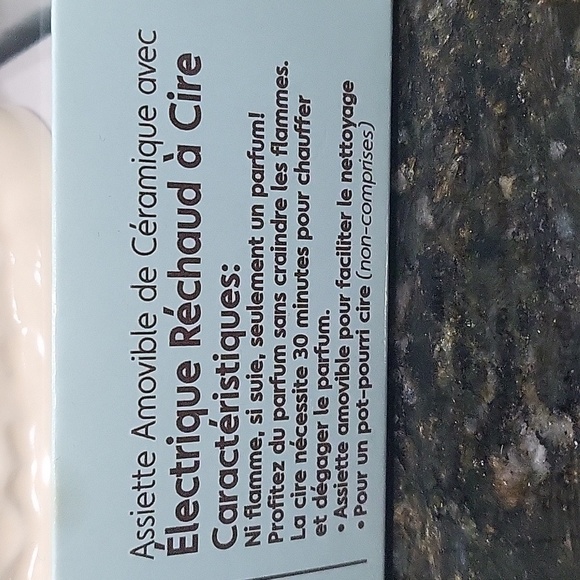 Assiette Amovible de Céramique avec
Électrique Réchaud à Cire
Caractéristiques:
Ni flamme, si suie, seulement un parfum!
Profitez du parfum sans craindre les flammes.
La cire nécessite 30 minutes pour chauffer
et dégager le parfum.
• Assiette amovible pour faciliter le nettoyage
• Pour un pot-pourri cire (non-comprises)